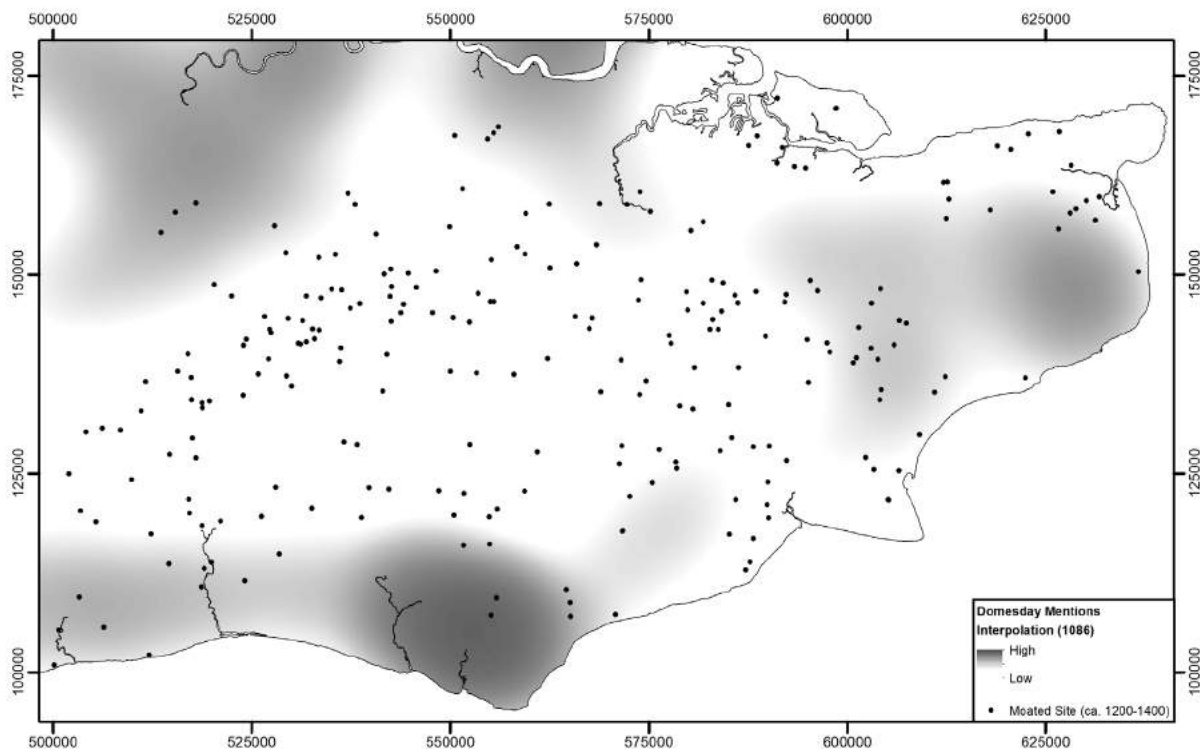 500000 525000 550000 575000 600000 625000
175000 175000
150000 150000
125000 125000
100000 100000
Domesday Mentions
Interpolation (1086)
High
Low
Moated Site (ca. 1200-1400)
500000 525000 550000 575000 600000 625000